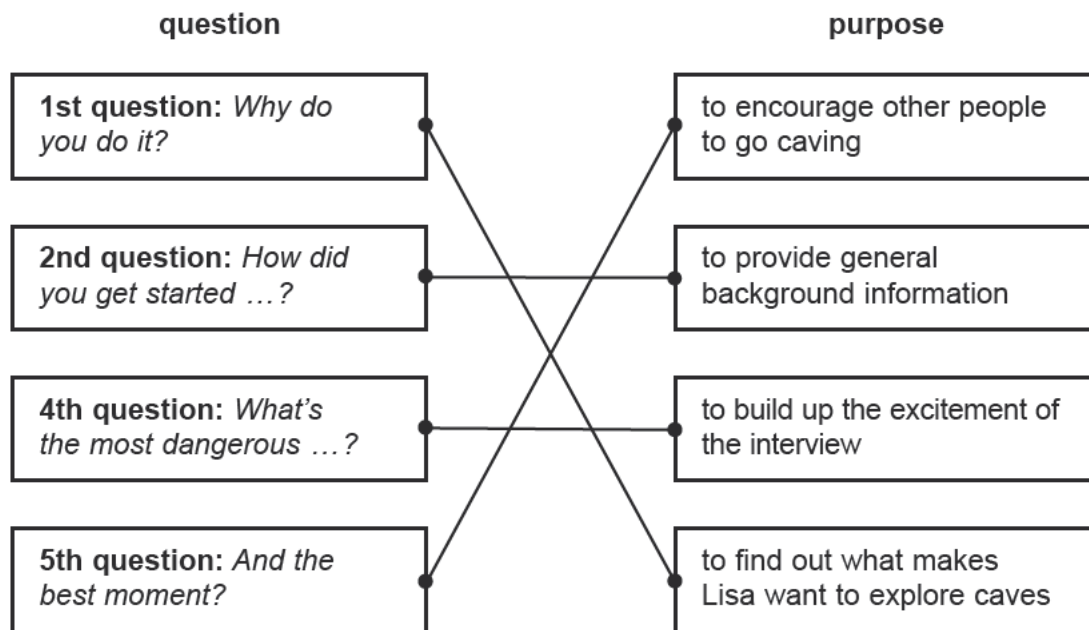 question
purpose
1st question: Why do
you do it?
to encourage other people
to go caving
2nd question: How did
you get started …?
to provide general
background information
4th question: What’s
the most dangerous …?
to build up the excitement of
the interview
5th question: And the
best moment?
to find out what makes
Lisa want to explore caves